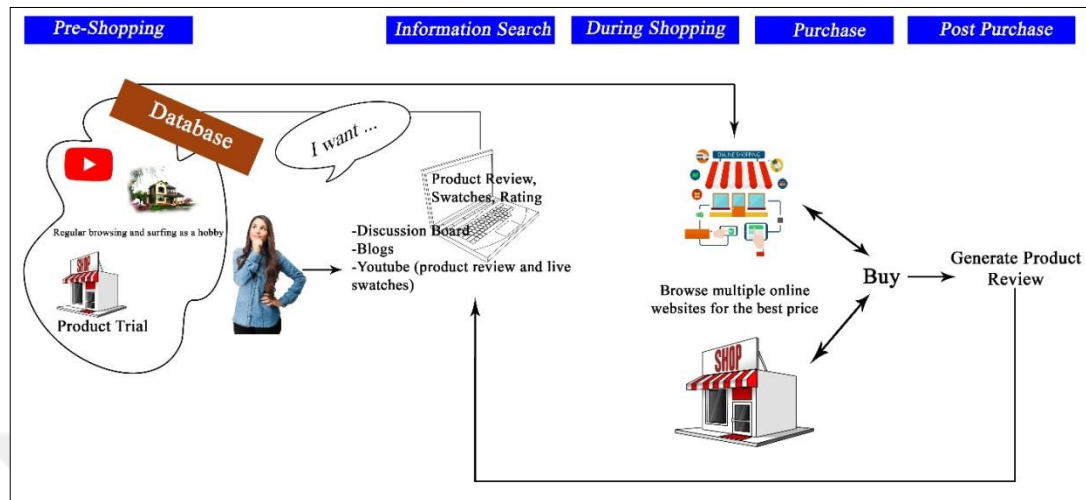 Pre-Shopping
Information Search
During Shopping
Purchase
Post Purchase
Database
I want ...
Regular browsing and surfing as a hobby
SHOP
Product Trial
Product Review,
Swatches, Rating
-Discussion Board
-Blogs
-Youtube (product review and live
swatches)
ONLINE SHOPPING
Browse multiple online
websites for the best price
SHOP
Buy
Generate Product
Review